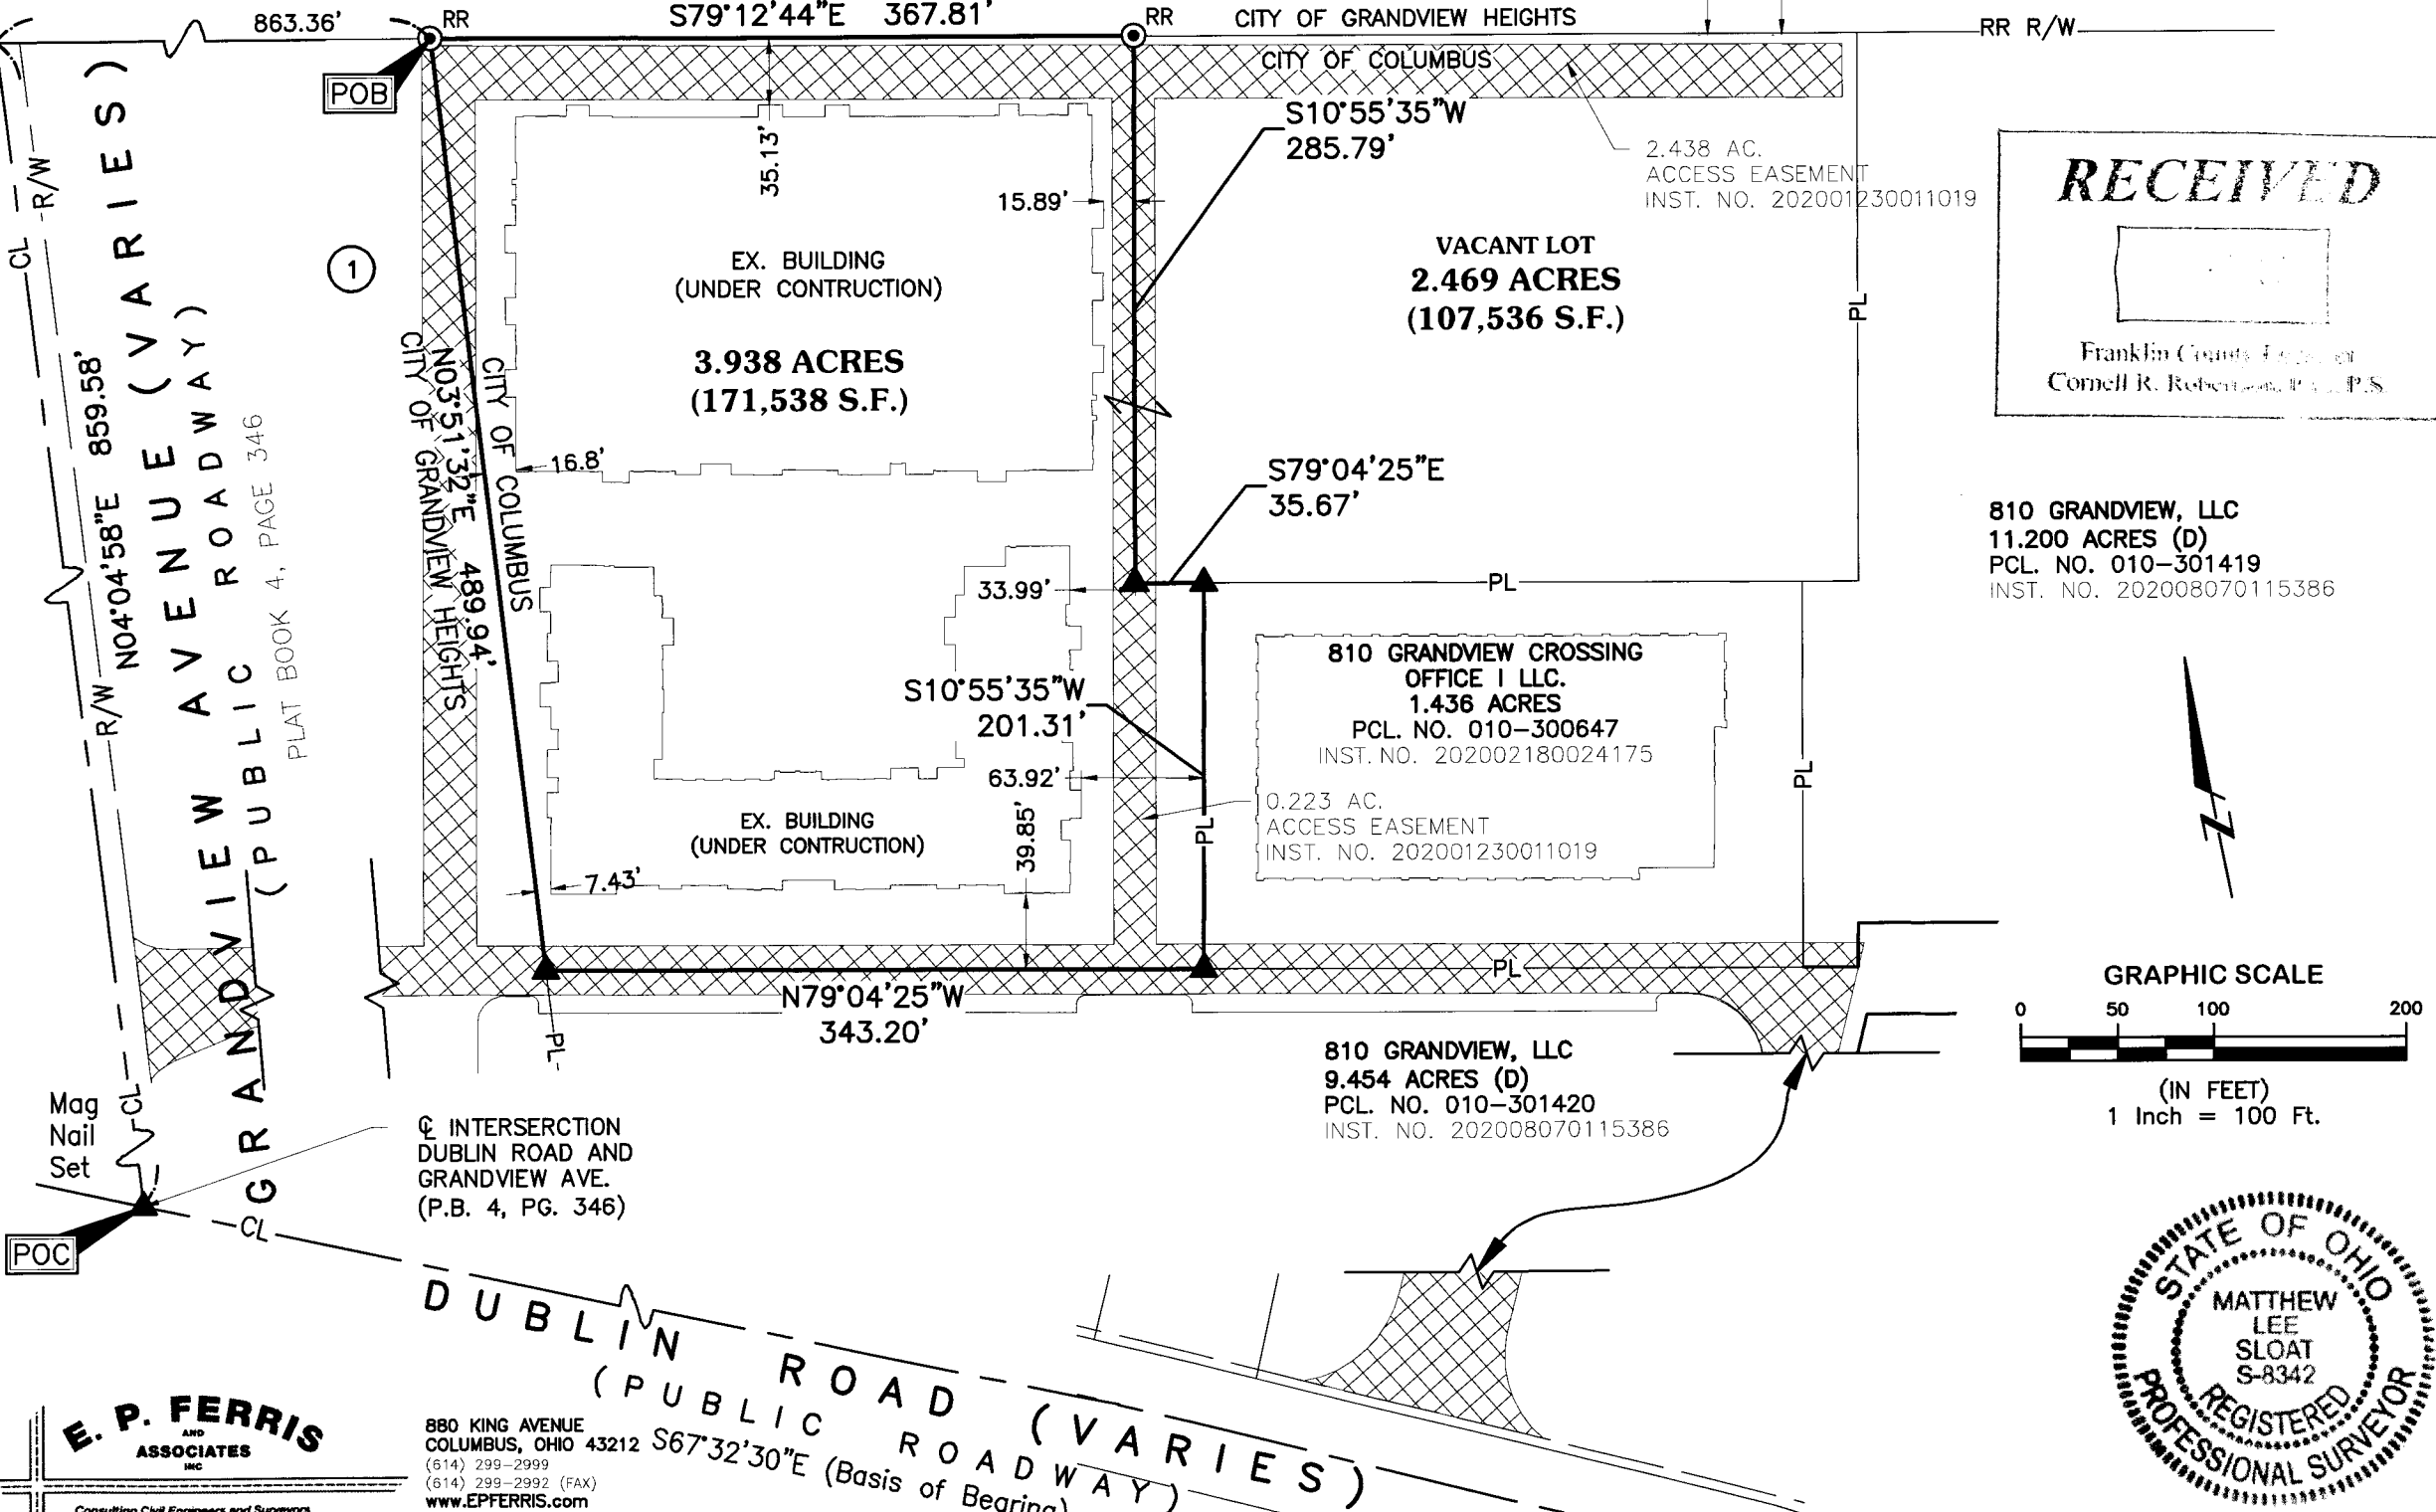 863.36'
RR
S79°12'44"E 367.81'
RR
CITY OF GRANDVIEW HEIGHTS
RR R/W
CITY OF COLUMBUS
POB
S10°55'35"W
285.79'
35.13'
15.89'
2.438 AC.
ACCESS EASEMENT
INST. NO. 202001230011019
RECEIVED
Franklin County
Cornell R.
P.S.
CL
R/W
1
EX. BUILDING
(UNDER CONTRUCTION)
3.938 ACRES
(171,538 S.F.)
VACANT LOT
2.469 ACRES
(107,536 S.F.)
PL
N04°04'58"E 859.58'
R/W
GRANDVIEW AVENUE (VARIES)
(PUBLIC ROADWAY)
PLAT BOOK 4, PAGE 346
CITY OF COLUMBUS
N03°51'32"E 489.94'
CITY OF GRANDVIEW HEIGHTS
16.8'
S79°04'25"E
35.67'
33.99'
PL
810 GRANDVIEW, LLC
11.200 ACRES (D)
PCL. NO. 010-301419
INST. NO. 202008070115386
S10°55'35"W
201.31'
63.92'
39.85'
810 GRANDVIEW CROSSING
OFFICE I LLC.
1.436 ACRES
PCL. NO. 010-300647
INST. NO. 202002180024175
0.223 AC.
ACCESS EASEMENT
INST. NO. 202001230011019
PL
PL
EX. BUILDING
(UNDER CONTRUCTION)
7.43'
PL
N79°04'25"W
343.20'
PL
Z
GRAPHIC SCALE
0 50 100 200
(IN FEET)
1 Inch = 100 Ft.
810 GRANDVIEW, LLC
9.454 ACRES (D)
PCL. NO. 010-301420
INST. NO. 202008070115386
Mag
Nail
Set
CL
℄ INTERSERCTION
DUBLIN ROAD AND
GRANDVIEW AVE.
(P.B. 4, PG. 346)
POC
CL
DUBLIN ROAD (VARIES)
(PUBLIC ROADWAY)
S67°32'30"E (Basis of Bearing)
STATE OF OHIO
MATTHEW
LEE
SLOAT
S-8342
REGISTERED
PROFESSIONAL SURVEYOR
E. P. FERRIS
AND
ASSOCIATES
INC
Consulting Civil Engineers and Surveyors
880 KING AVENUE
COLUMBUS, OHIO 43212
(614) 299-2999
(614) 299-2992 (FAX)
www.EPFERRIS.com